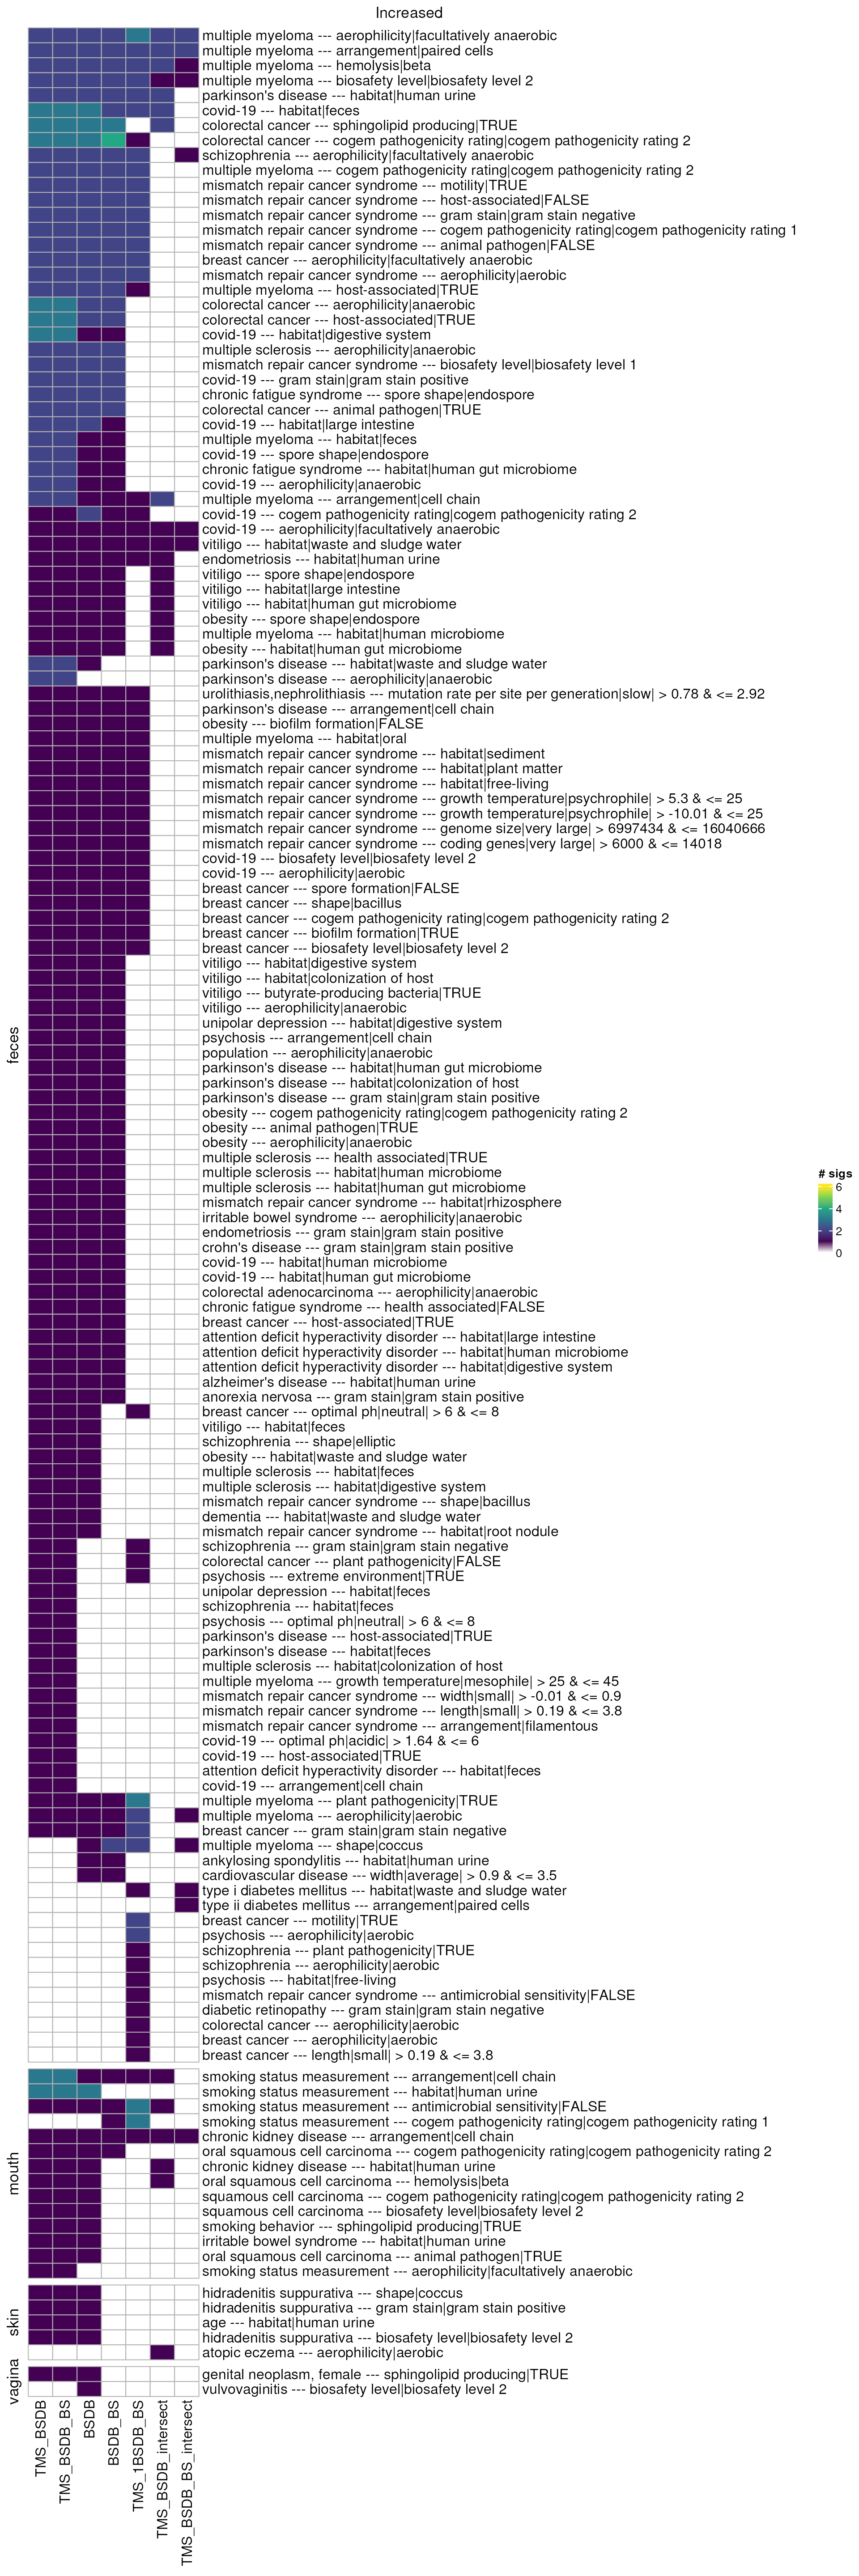 Increased
multiple myeloma --- aerophilicity|facultatively anaerobic
multiple myeloma --- arrangement|paired cells
multiple myeloma --- hemolysis|beta
multiple myeloma --- biosafety level|biosafety level 2
parkinson's disease --- habitat|human urine
covid-19 --- habitat|feces
colorectal cancer --- sphingolipid producing|TRUE
colorectal cancer --- cogem pathogenicity rating|cogem pathogenicity rating 2
schizophrenia --- aerophilicity|facultatively anaerobic
multiple myeloma --- cogem pathogenicity rating|cogem pathogenicity rating 2
mismatch repair cancer syndrome --- motility|TRUE
mismatch repair cancer syndrome --- host-associated|FALSE
mismatch repair cancer syndrome --- gram stain|gram stain negative
mismatch repair cancer syndrome --- cogem pathogenicity rating|cogem pathogenicity rating 1
mismatch repair cancer syndrome --- animal pathogen|FALSE
breast cancer --- aerophilicity|facultatively anaerobic
mismatch repair cancer syndrome --- aerophilicity|aerobic
multiple myeloma --- host-associated|TRUE
colorectal cancer --- aerophilicity|anaerobic
colorectal cancer --- host-associated|TRUE
covid-19 --- habitat|digestive system
multiple sclerosis --- aerophilicity|anaerobic
mismatch repair cancer syndrome --- biosafety level|biosafety level 1
covid-19 --- gram stain|gram stain positive
chronic fatigue syndrome --- spore shape|endospore
colorectal cancer --- animal pathogen|TRUE
covid-19 --- habitat|large intestine
multiple myeloma --- habitat|feces
covid-19 --- spore shape|endospore
chronic fatigue syndrome --- habitat|human gut microbiome
covid-19 --- aerophilicity|anaerobic
multiple myeloma --- arrangement|cell chain
covid-19 --- cogem pathogenicity rating|cogem pathogenicity rating 2
covid-19 --- aerophilicity|facultatively anaerobic
vitiligo --- habitat|waste and sludge water
endometriosis --- habitat|human urine
vitiligo --- spore shape|endospore
vitiligo --- habitat|large intestine
vitiligo --- habitat|human gut microbiome
obesity --- spore shape|endospore
multiple myeloma --- habitat|human microbiome
obesity --- habitat|human gut microbiome
parkinson's disease --- habitat|waste and sludge water
parkinson's disease --- aerophilicity|anaerobic
urolithiasis,nephrolithiasis --- mutation rate per site per generation|slow| > 0.78 & <= 2.92
parkinson's disease --- arrangement|cell chain
obesity --- biofilm formation|FALSE
multiple myeloma --- habitat|oral
mismatch repair cancer syndrome --- habitat|sediment
mismatch repair cancer syndrome --- habitat|plant matter
mismatch repair cancer syndrome --- habitat|free-living
mismatch repair cancer syndrome --- growth temperature|psychrophile| > 5.3 & <= 25
mismatch repair cancer syndrome --- growth temperature|psychrophile| > -10.01 & <= 25
mismatch repair cancer syndrome --- genome size|very large| > 6997434 & <= 16040666
mismatch repair cancer syndrome --- coding genes|very large| > 6000 & <= 14018
covid-19 --- biosafety level|biosafety level 2
covid-19 --- aerophilicity|aerobic
breast cancer --- spore formation|FALSE
breast cancer --- shape|bacillus
breast cancer --- cogem pathogenicity rating|cogem pathogenicity rating 2
breast cancer --- biofilm formation|TRUE
breast cancer --- biosafety level|biosafety level 2
vitiligo --- habitat|digestive system
vitiligo --- habitat|colonization of host
vitiligo --- butyrate-producing bacteria|TRUE
vitiligo --- aerophilicity|anaerobic
unipolar depression --- habitat|digestive system
psychosis --- arrangement|cell chain
population --- aerophilicity|anaerobic
parkinson's disease --- habitat|human gut microbiome
parkinson's disease --- habitat|colonization of host
parkinson's disease --- gram stain|gram stain positive
obesity --- cogem pathogenicity rating|cogem pathogenicity rating 2
obesity --- animal pathogen|TRUE
obesity --- aerophilicity|anaerobic
multiple sclerosis --- health associated|TRUE
multiple sclerosis --- habitat|human microbiome
multiple sclerosis --- habitat|human gut microbiome
mismatch repair cancer syndrome --- habitat|rhizosphere
irritable bowel syndrome --- aerophilicity|anaerobic
endometriosis --- gram stain|gram stain positive
crohn's disease --- gram stain|gram stain positive
covid-19 --- habitat|human microbiome
covid-19 --- habitat|human gut microbiome
colorectal adenocarcinoma --- aerophilicity|anaerobic
chronic fatigue syndrome --- health associated|FALSE
breast cancer --- host-associated|TRUE
attention deficit hyperactivity disorder --- habitat|large intestine
attention deficit hyperactivity disorder --- habitat|human microbiome
attention deficit hyperactivity disorder --- habitat|digestive system
alzheimer's disease --- habitat|human urine
anorexia nervosa --- gram stain|gram stain positive
breast cancer --- optimal ph|neutral| > 6 & <= 8
vitiligo --- habitat|feces
schizophrenia --- shape|elliptic
obesity --- habitat|waste and sludge water
multiple sclerosis --- habitat|feces
multiple sclerosis --- habitat|digestive system
mismatch repair cancer syndrome --- shape|bacillus
dementia --- habitat|waste and sludge water
mismatch repair cancer syndrome --- habitat|root nodule
schizophrenia --- gram stain|gram stain negative
colorectal cancer --- plant pathogenicity|FALSE
psychosis --- extreme environment|TRUE
unipolar depression --- habitat|feces
schizophrenia --- habitat|feces
psychosis --- optimal ph|neutral| > 6 & <= 8
parkinson's disease --- host-associated|TRUE
parkinson's disease --- habitat|feces
multiple sclerosis --- habitat|colonization of host
multiple myeloma --- growth temperature|mesophile| > 25 & <= 45
mismatch repair cancer syndrome --- width|small| > -0.01 & <= 0.9
mismatch repair cancer syndrome --- length|small| > 0.19 & <= 3.8
mismatch repair cancer syndrome --- arrangement|filamentous
covid-19 --- optimal ph|acidic| > 1.64 & <= 6
covid-19 --- host-associated|TRUE
attention deficit hyperactivity disorder --- habitat|feces
covid-19 --- arrangement|cell chain
multiple myeloma --- plant pathogenicity|TRUE
multiple myeloma --- aerophilicity|aerobic
breast cancer --- gram stain|gram stain negative
multiple myeloma --- shape|coccus
ankylosing spondylitis --- habitat|human urine
cardiovascular disease --- width|average| > 0.9 & <= 3.5
type i diabetes mellitus --- habitat|waste and sludge water
type ii diabetes mellitus --- arrangement|paired cells
breast cancer --- motility|TRUE
psychosis --- aerophilicity|aerobic
schizophrenia --- plant pathogenicity|TRUE
schizophrenia --- aerophilicity|aerobic
psychosis --- habitat|free-living
mismatch repair cancer syndrome --- antimicrobial sensitivity|FALSE
diabetic retinopathy --- gram stain|gram stain negative
colorectal cancer --- aerophilicity|aerobic
breast cancer --- aerophilicity|aerobic
breast cancer --- length|small| > 0.19 & <= 3.8
feces
smoking status measurement --- arrangement|cell chain
smoking status measurement --- habitat|human urine
smoking status measurement --- antimicrobial sensitivity|FALSE
smoking status measurement --- cogem pathogenicity rating|cogem pathogenicity rating 1
chronic kidney disease --- arrangement|cell chain
oral squamous cell carcinoma --- cogem pathogenicity rating|cogem pathogenicity rating 2
chronic kidney disease --- habitat|human urine
oral squamous cell carcinoma --- hemolysis|beta
squamous cell carcinoma --- cogem pathogenicity rating|cogem pathogenicity rating 2
squamous cell carcinoma --- biosafety level|biosafety level 2
smoking behavior --- sphingolipid producing|TRUE
irritable bowel syndrome --- habitat|human urine
oral squamous cell carcinoma --- animal pathogen|TRUE
smoking status measurement --- aerophilicity|facultatively anaerobic
mouth
hidradenitis suppurativa --- shape|coccus
hidradenitis suppurativa --- gram stain|gram stain positive
age --- habitat|human urine
hidradenitis suppurativa --- biosafety level|biosafety level 2
atopic eczema --- aerophilicity|aerobic
skin
genital neoplasm, female --- sphingolipid producing|TRUE
vulvovaginitis --- biosafety level|biosafety level 2
vagina
TMS_BSDB
TMS_BSDB_BS
BSDB
BSDB_BS
TMS_1BSDB_BS
TMS_BSDB_intersect
TMS_BSDB_BS_intersect
# sigs
6
4
2
0